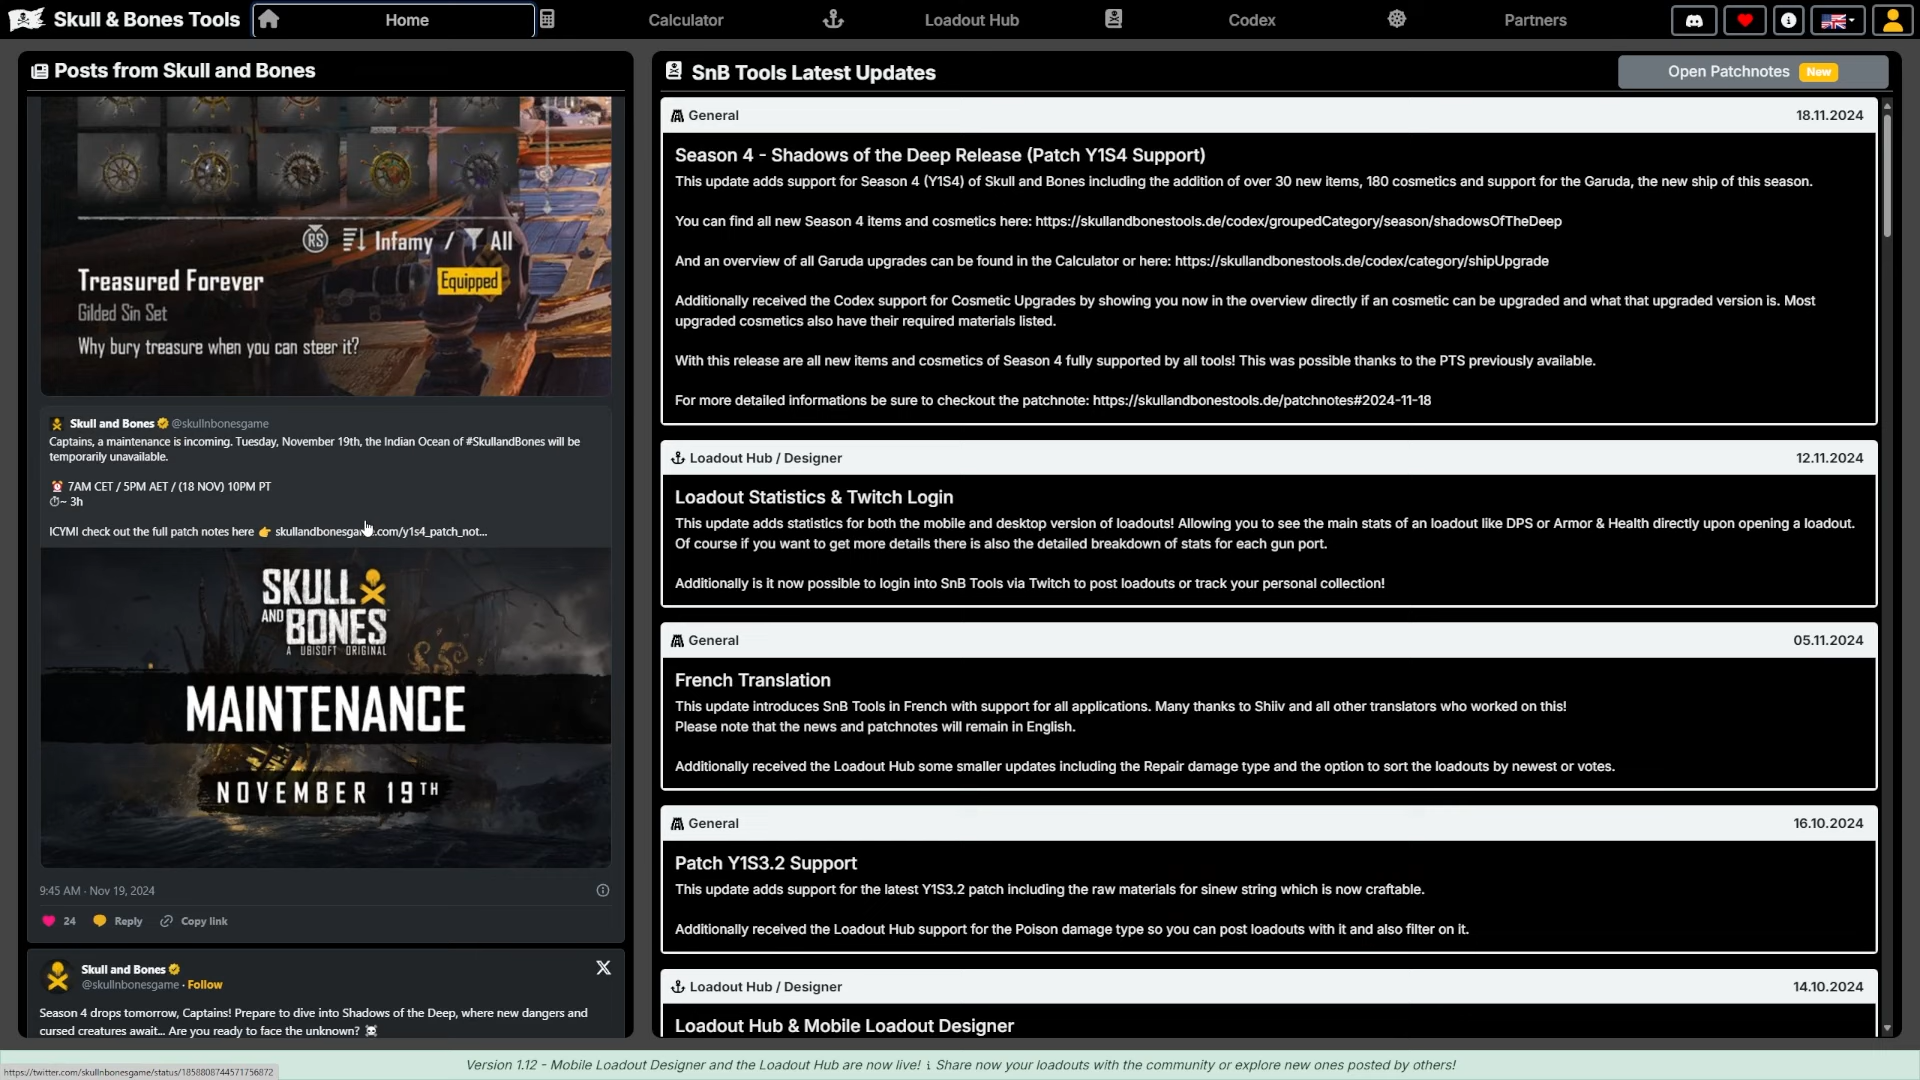 Skull & Bones Tools
Home
Calculator
Loadout Hub
Codex
Partners
Posts from Skull and Bones
RS
Infamy / All
Treasured Forever
Equipped
Gilded Sin Set
Why bury treasure when you can steer it?
Skull and Bones @skullnbonesgame
Captains, a maintenance is incoming. Tuesday, November 19th, the Indian Ocean of #SkullandBones will be
temporarily unavailable.
⏰ 7AM CET / 5PM AET / (18 NOV) 10PM PT
⏱~ 3h
ICYMI check out the full patch notes here 👉 skullandbonesgame.com/y1s4_patch_not...
SKULL
AND BONES
A UBISOFT ORIGINAL
MAINTENANCE
NOVEMBER 19TH
9:45 AM · Nov 19, 2024
24 Reply Copy link
Skull and Bones
@skullnbonesgame · Follow
Season 4 drops tomorrow, Captains! Prepare to dive into Shadows of the Deep, where new dangers and
cursed creatures await... Are you ready to face the unknown? ☠
SnB Tools Latest Updates
Open Patchnotes New
General 18.11.2024
Season 4 - Shadows of the Deep Release (Patch Y1S4 Support)
This update adds support for Season 4 (Y1S4) of Skull and Bones including the addition of over 30 new items, 180 cosmetics and support for the Garuda, the new ship of this season.
You can find all new Season 4 items and cosmetics here: https://skullandbonestools.de/codex/groupedCategory/season/shadowsOfTheDeep
And an overview of all Garuda upgrades can be found in the Calculator or here: https://skullandbonestools.de/codex/category/shipUpgrade
Additionally received the Codex support for Cosmetic Upgrades by showing you now in the overview directly if an cosmetic can be upgraded and what that upgraded version is. Most
upgraded cosmetics also have their required materials listed.
With this release are all new items and cosmetics of Season 4 fully supported by all tools! This was possible thanks to the PTS previously available.
For more detailed informations be sure to checkout the patchnote: https://skullandbonestools.de/patchnotes#2024-11-18
Loadout Hub / Designer 12.11.2024
Loadout Statistics & Twitch Login
This update adds statistics for both the mobile and desktop version of loadouts! Allowing you to see the main stats of an loadout like DPS or Armor & Health directly upon opening a loadout.
Of course if you want to get more details there is also the detailed breakdown of stats for each gun port.
Additionally is it now possible to login into SnB Tools via Twitch to post loadouts or track your personal collection!
General 05.11.2024
French Translation
This update introduces SnB Tools in French with support for all applications. Many thanks to Shiiv and all other translators who worked on this!
Please note that the news and patchnotes will remain in English.
Additionally received the Loadout Hub some smaller updates including the Repair damage type and the option to sort the loadouts by newest or votes.
General 16.10.2024
Patch Y1S3.2 Support
This update adds support for the latest Y1S3.2 patch including the raw materials for sinew string which is now craftable.
Additionally received the Loadout Hub support for the Poison damage type so you can post loadouts with it and also filter on it.
Loadout Hub / Designer 14.10.2024
Loadout Hub & Mobile Loadout Designer
Version 1.12 - Mobile Loadout Designer and the Loadout Hub are now live! ⅈ Share now your loadouts with the community or explore new ones posted by others!
https://twitter.com/skullnbonesgame/status/1858808744571756872